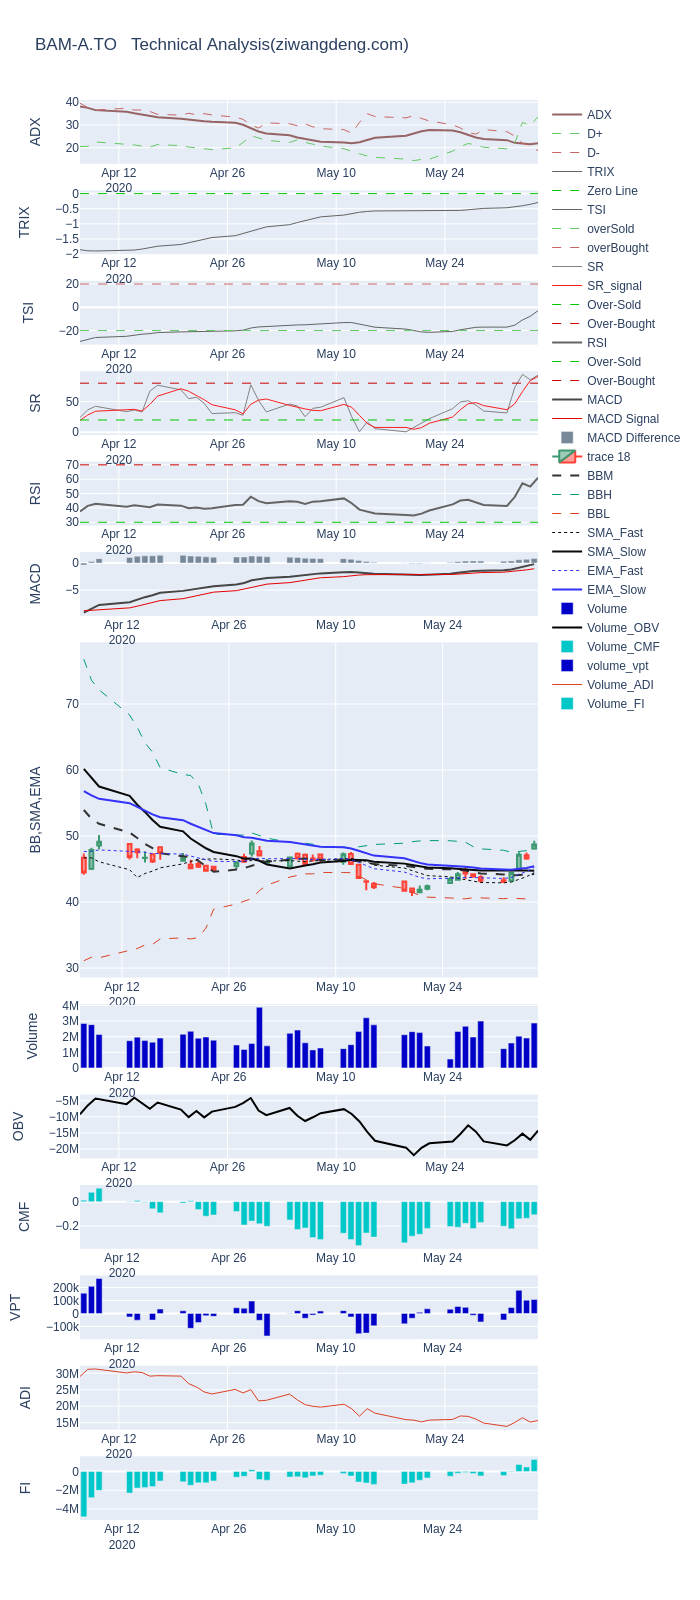 BAM-A.TO   Technical Analysis(ziwangdeng.com)
ADX
40
30
20
Apr 12
2020
Apr 26
May 10
May 24
TRIX
0
−0.5
−1
−1.5
−2
Apr 12
2020
Apr 26
May 10
May 24
TSI
20
0
−20
Apr 12
2020
Apr 26
May 10
May 24
SR
50
0
Apr 12
2020
Apr 26
May 10
May 24
RSI
70
60
50
40
30
Apr 12
2020
Apr 26
May 10
May 24
MACD
0
−5
Apr 12
2020
Apr 26
May 10
May 24
BB,SMA,EMA
70
60
50
40
30
Apr 12
2020
Apr 26
May 10
May 24
Volume
4M
3M
2M
1M
0
Apr 12
2020
Apr 26
May 10
May 24
OBV
−5M
−10M
−15M
−20M
Apr 12
2020
Apr 26
May 10
May 24
CMF
0
−0.2
Apr 12
2020
Apr 26
May 10
May 24
VPT
200k
100k
0
−100k
Apr 12
2020
Apr 26
May 10
May 24
ADI
30M
25M
20M
15M
Apr 12
2020
Apr 26
May 10
May 24
FI
0
−2M
−4M
Apr 12
2020
Apr 26
May 10
May 24
ADX
D+
D-
TRIX
Zero Line
TSI
overSold
overBought
SR
SR_signal
Over-Sold
Over-Bought
RSI
Over-Sold
Over-Bought
MACD
MACD Signal
MACD Difference
trace 18
BBM
BBH
BBL
SMA_Fast
SMA_Slow
EMA_Fast
EMA_Slow
Volume
Volume_OBV
Volume_CMF
volume_vpt
Volume_ADI
Volume_FI